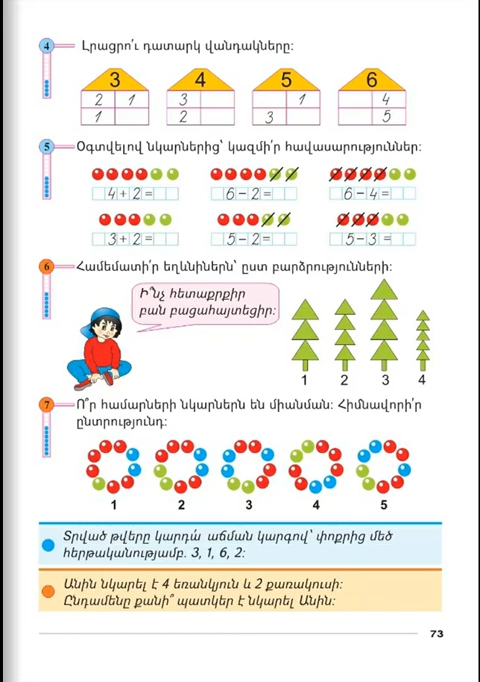 4 Լրացրո՛ւ դատարկ վանդակները։
3 4 5 6
2 1 3 1 4
1 2 3 5
5 Օգտվելով նկարներից՝ կազմի՛ր հավասարություններ։
4+2= 6-2= 6-4=
3+2= 5-2= 5-3=
6 Համեմատի՛ր եղևնիներն՝ ըստ բարձրությունների։
Ի՞նչ հետաքրքիր
բան բացահայտեցիր։
1 2 3 4
7 Ո՞ր համարների նկարներն են միանման։ Հիմնավորի՛ր
ընտրությունդ։
1 2 3 4 5
Տրված թվերը կարդա՛ աճման կարգով՝ փոքրից մեծ
հերթականությամբ. 3, 1, 6, 2։
Անին նկարել է 4 եռանկյուն և 2 քառակուսի։
Ընդամենը քանի՞ պատկեր է նկարել Անին։
73